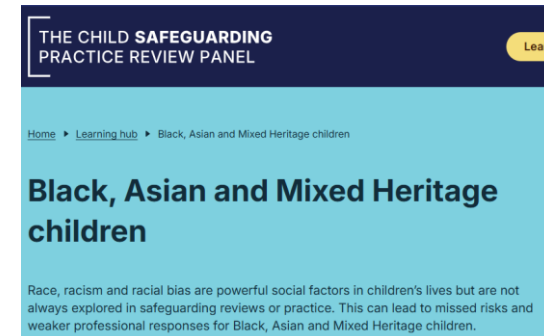 THE CHILD SAFEGUARDING
PRACTICE REVIEW PANEL
Lea
Home ▸ Learning hub ▸ Black, Asian and Mixed Heritage children
Black, Asian and Mixed Heritage
children
Race, racism and racial bias are powerful social factors in children's lives but are not
always explored in safeguarding reviews or practice. This can lead to missed risks and
weaker professional responses for Black, Asian and Mixed Heritage children.